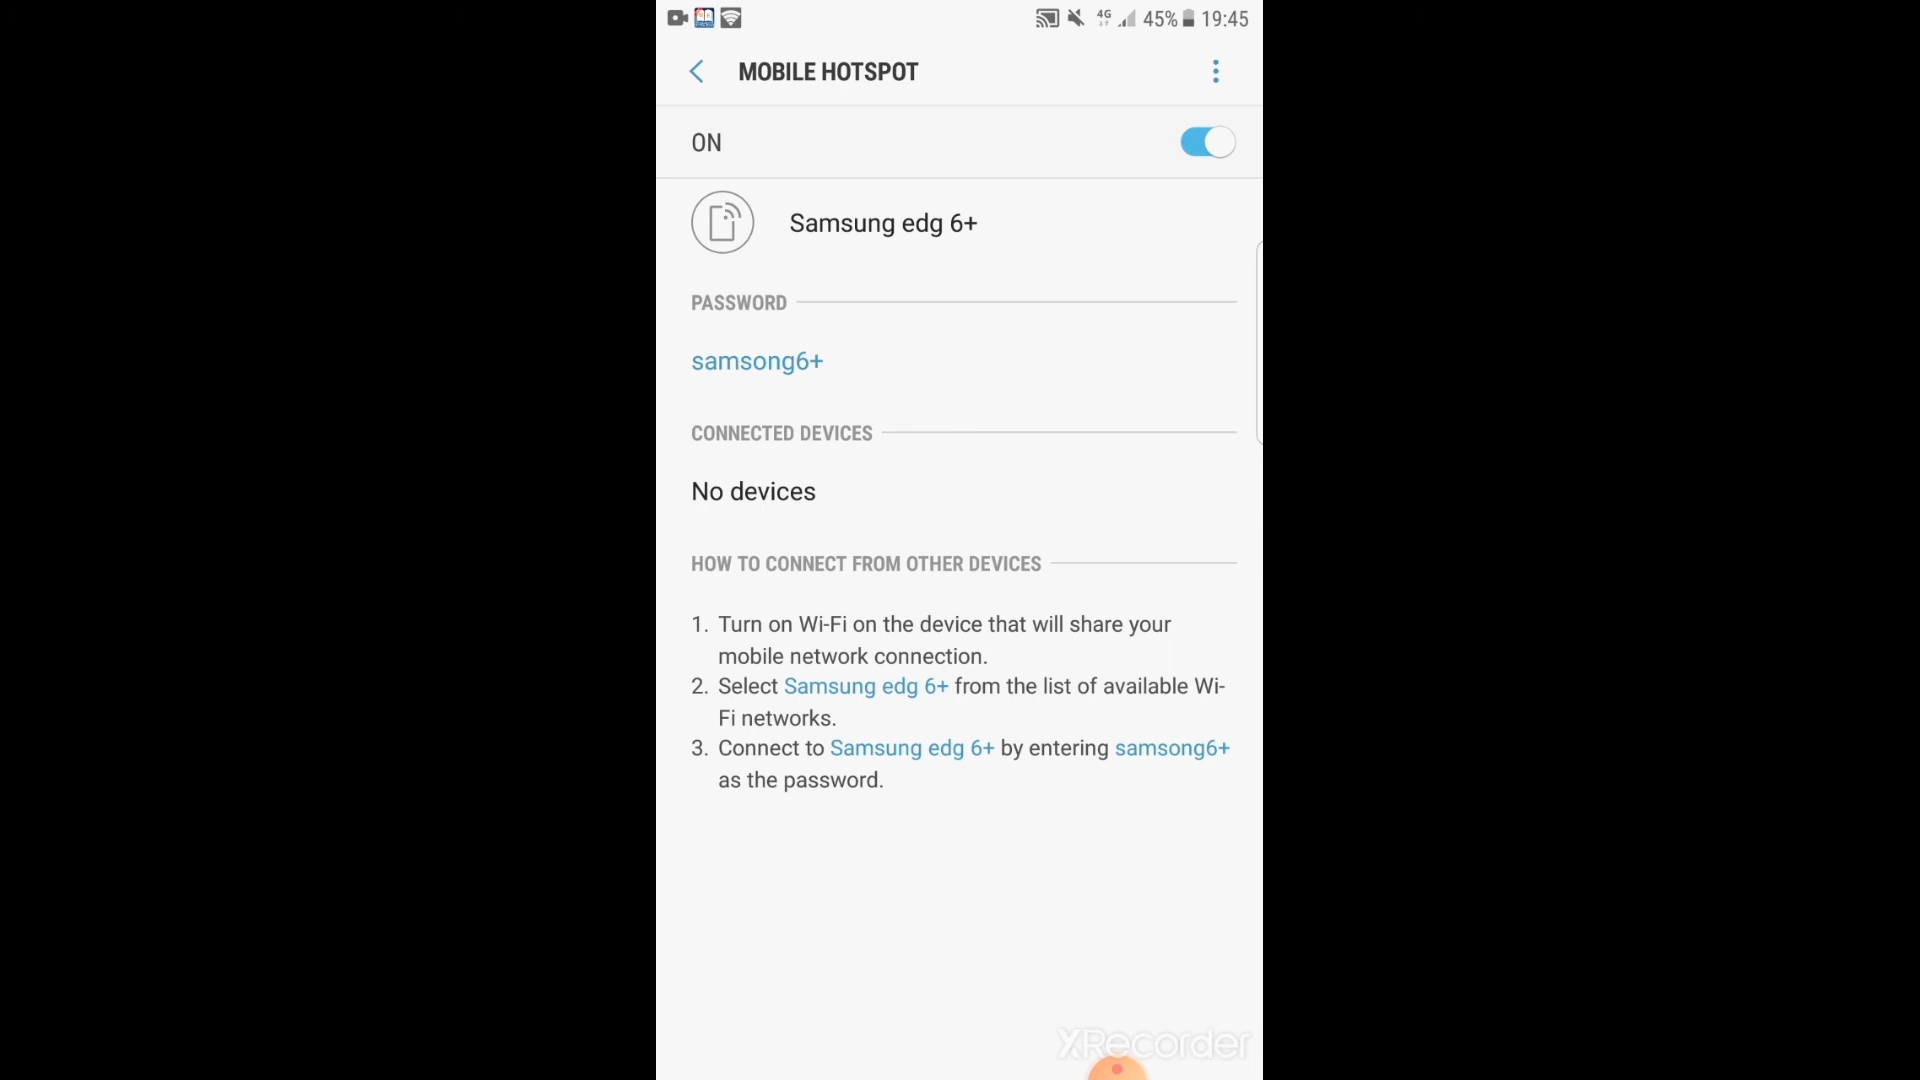 4G 45% 19:45
MOBILE HOTSPOT
ON
Samsung edg 6+
PASSWORD
samsong6+
CONNECTED DEVICES
No devices
HOW TO CONNECT FROM OTHER DEVICES
1. Turn on Wi-Fi on the device that will share your
mobile network connection.
2. Select Samsung edg 6+ from the list of available Wi-
Fi networks.
3. Connect to Samsung edg 6+ by entering samsong6+
as the password.
XRecorder